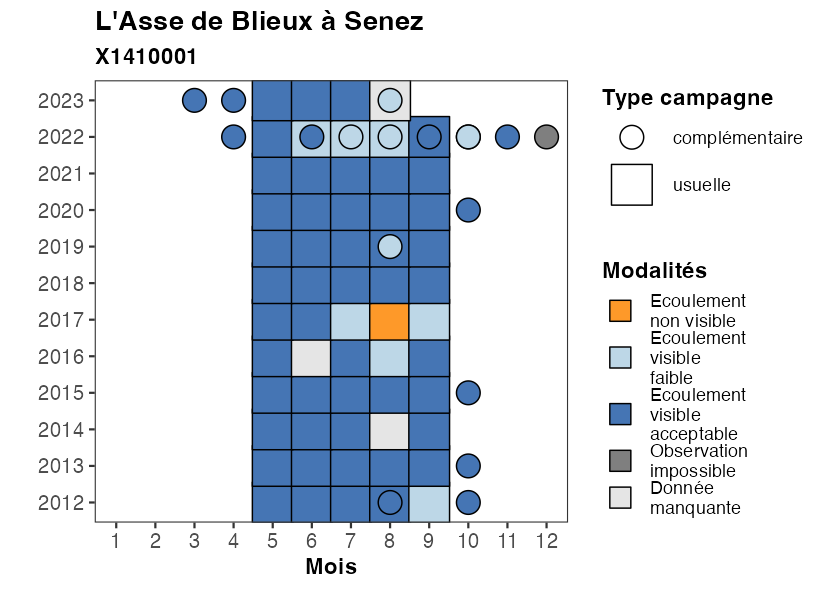 L'Asse de Blieux à Senez
X1410001
2023
2022
2021
2020
2019
2018
2017
2016
2015
2014
2013
2012
1 2 3 4 5 6 7 8 9 10 11 12
Mois
Type campagne
complémentaire
usuelle
Modalités
Ecoulement
non visible
Ecoulement
visible
faible
Ecoulement
visible
acceptable
Observation
impossible
Donnée
manquante